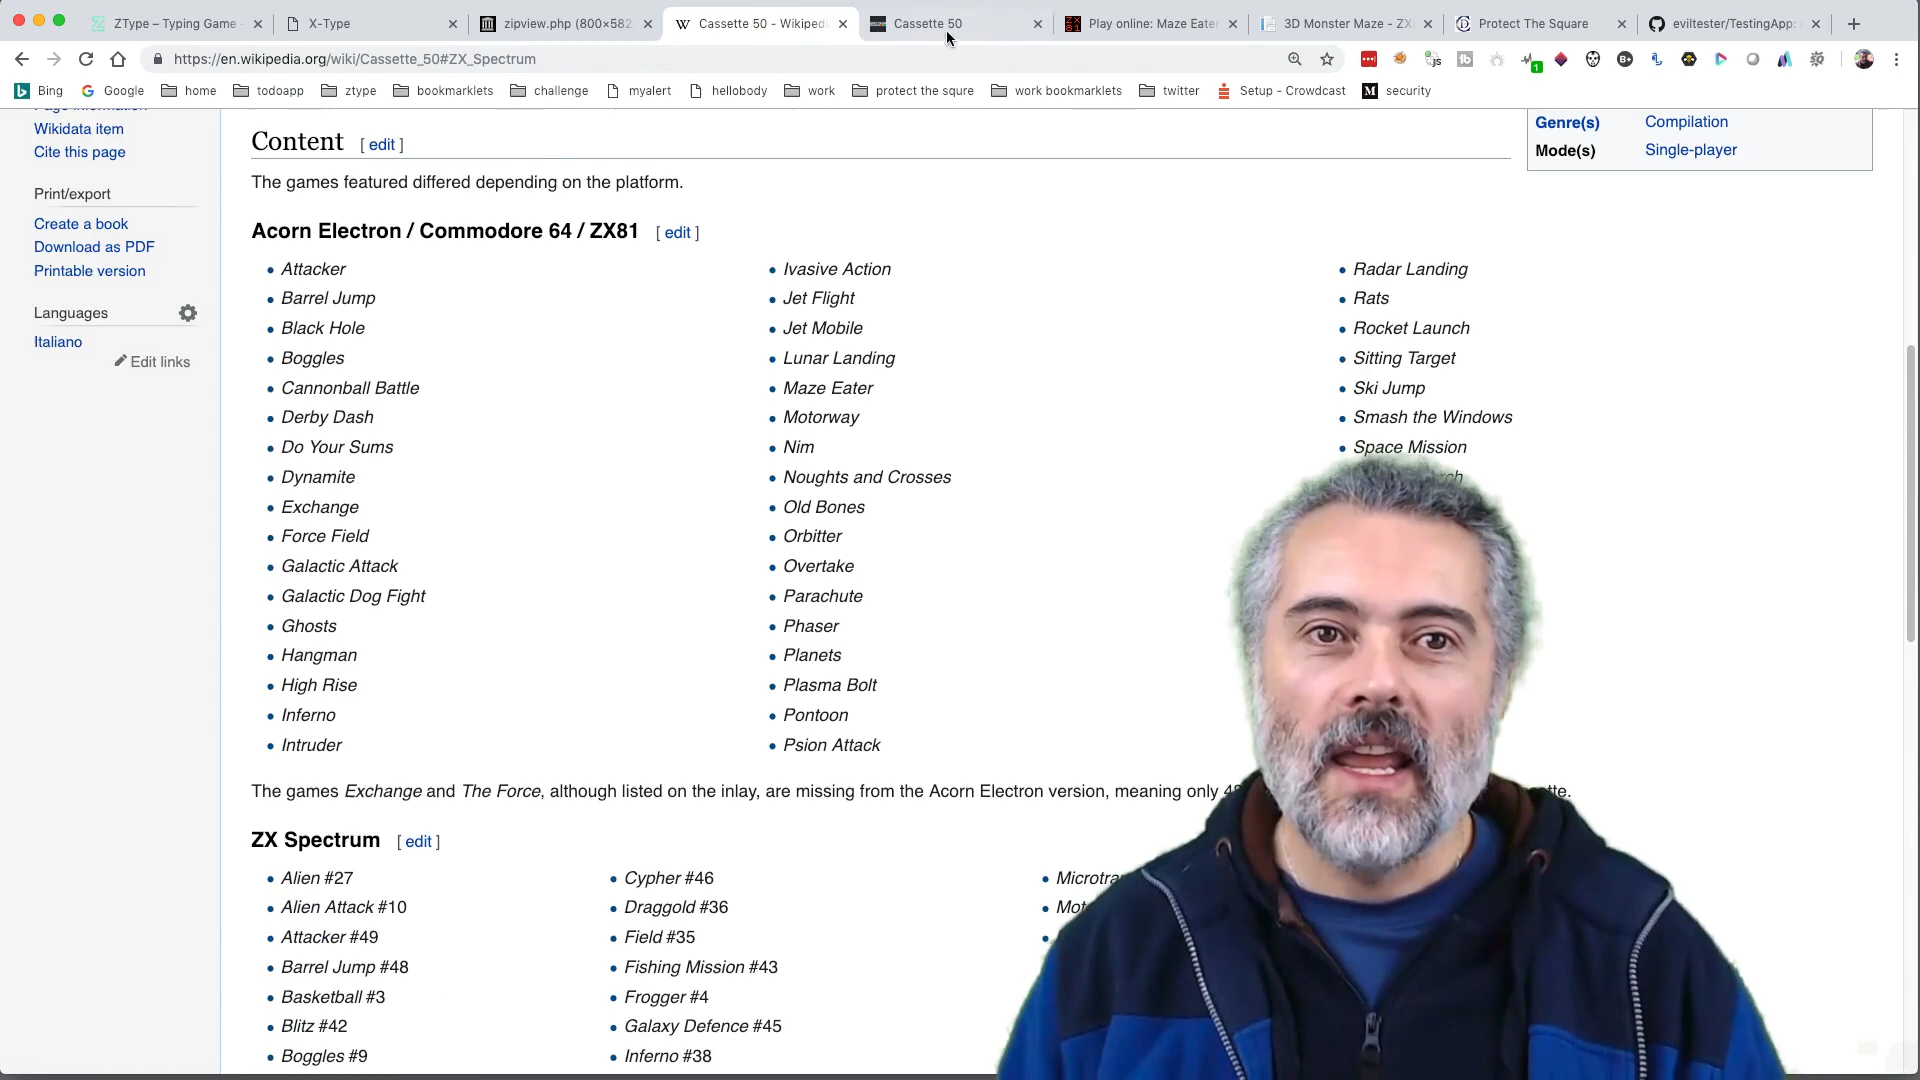 ZType – Typing Game -
X-Type
zipview.php (800×582
Cassette 50 - Wikiped
Cassette 50
Play online: Maze Eater
3D Monster Maze - ZX
Protect The Square
eviltester/TestingApp:
https://en.wikipedia.org/wiki/Cassette_50#ZX_Spectrum
Bing
Google
home
todoapp
ztype
bookmarklets
challenge
myalert
hellobody
work
protect the squre
work bookmarklets
twitter
Setup - Crowdcast
security
Page information
Wikidata item
Cite this page
Print/export
Create a book
Download as PDF
Printable version
Languages
Italiano
Edit links
Genre(s) Compilation
Mode(s) Single-player
Content [ edit ]
The games featured differed depending on the platform.
Acorn Electron / Commodore 64 / ZX81 [ edit ]
Attacker
Barrel Jump
Black Hole
Boggles
Cannonball Battle
Derby Dash
Do Your Sums
Dynamite
Exchange
Force Field
Galactic Attack
Galactic Dog Fight
Ghosts
Hangman
High Rise
Inferno
Intruder
Ivasive Action
Jet Flight
Jet Mobile
Lunar Landing
Maze Eater
Motorway
Nim
Noughts and Crosses
Old Bones
Orbitter
Overtake
Parachute
Phaser
Planets
Plasma Bolt
Pontoon
Psion Attack
Radar Landing
Rats
Rocket Launch
Sitting Target
Ski Jump
Smash the Windows
Space Mission
The games Exchange and The Force, although listed on the inlay, are missing from the Acorn Electron version, meaning only
ZX Spectrum [ edit ]
Alien #27
Alien Attack #10
Attacker #49
Barrel Jump #48
Basketball #3
Blitz #42
Boggles #9
Cypher #46
Draggold #36
Field #35
Fishing Mission #43
Frogger #4
Galaxy Defence #45
Inferno #38